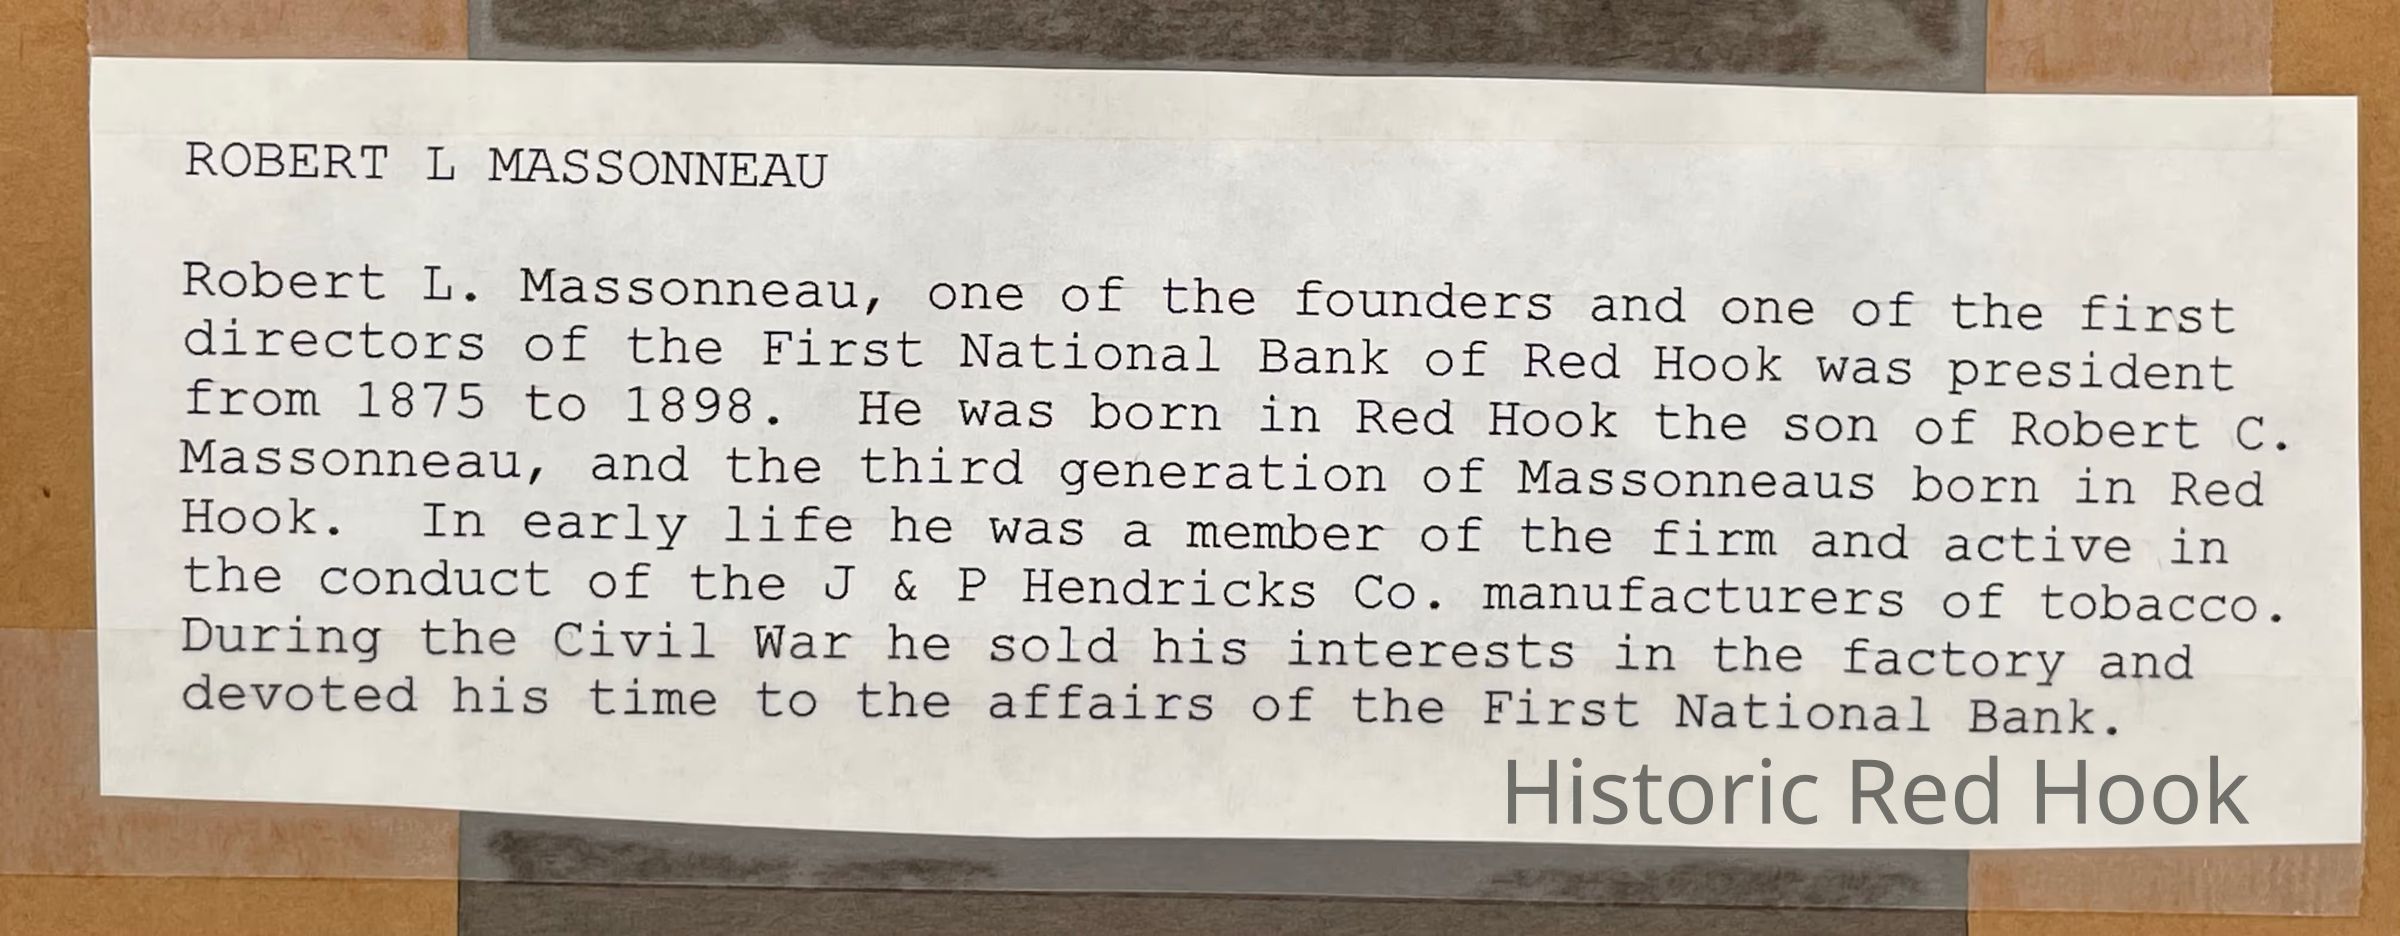 ROBERT L MASSONNEAU
Robert L. Massonneau, one of the founders and one of the first
directors of the First National Bank of Red Hook was president
from 1875 to 1898.  He was born in Red Hook the son of Robert C.
Massonneau, and the third generation of Massonneaus born in Red
Hook.  In early life he was a member of the firm and active in
the conduct of the J & P Hendricks Co. manufacturers of tobacco.
During the Civil War he sold his interests in the factory and
devoted his time to the affairs of the First National Bank.
Historic Red Hook